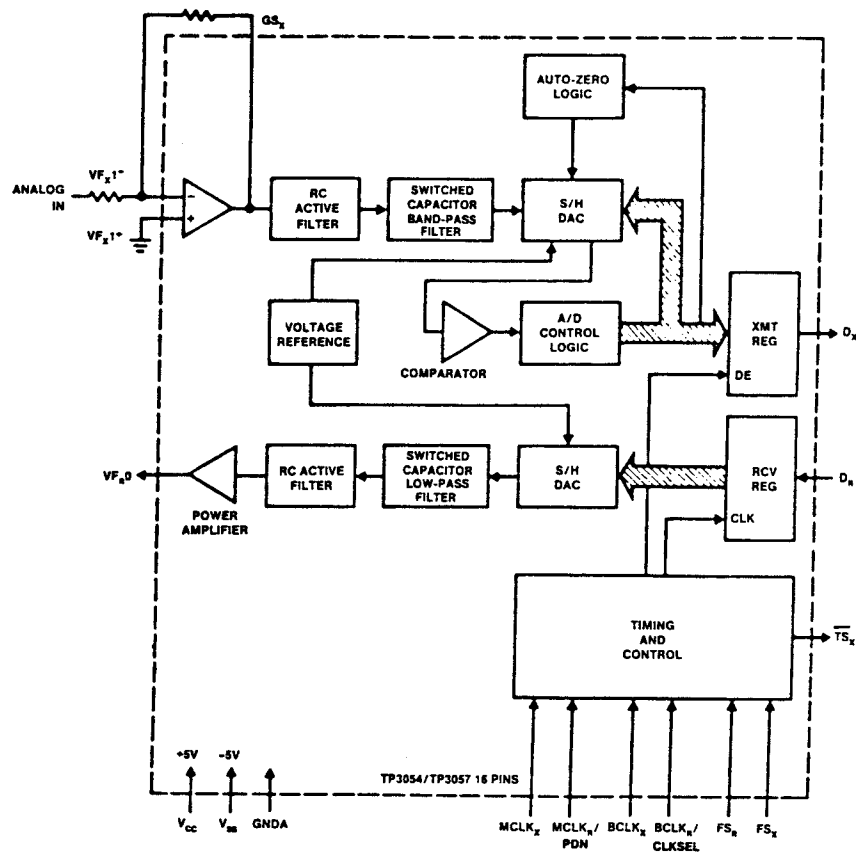 GSX
AUTO-ZERO
LOGIC
ANALOG
IN
VFX1-
VFX1+
-
+
RC
ACTIVE
FILTER
SWITCHED
CAPACITOR
BAND-PASS
FILTER
S/H
DAC
VOLTAGE
REFERENCE
COMPARATOR
A/D
CONTROL
LOGIC
XMT
REG
DE
DX
VFRO
POWER
AMPLIFIER
RC ACTIVE
FILTER
SWITCHED
CAPACITOR
LOW-PASS
FILTER
S/H
DAC
RCV
REG
CLK
DR
TIMING
AND
CONTROL
TSX
+5V
-5V
TP3054/TP3057 16 PINS
VCC
VBB
GNDA
MCLKX
MCLKR/
PDN
BCLKX
BCLKR/
CLKSEL
FSR
FSX